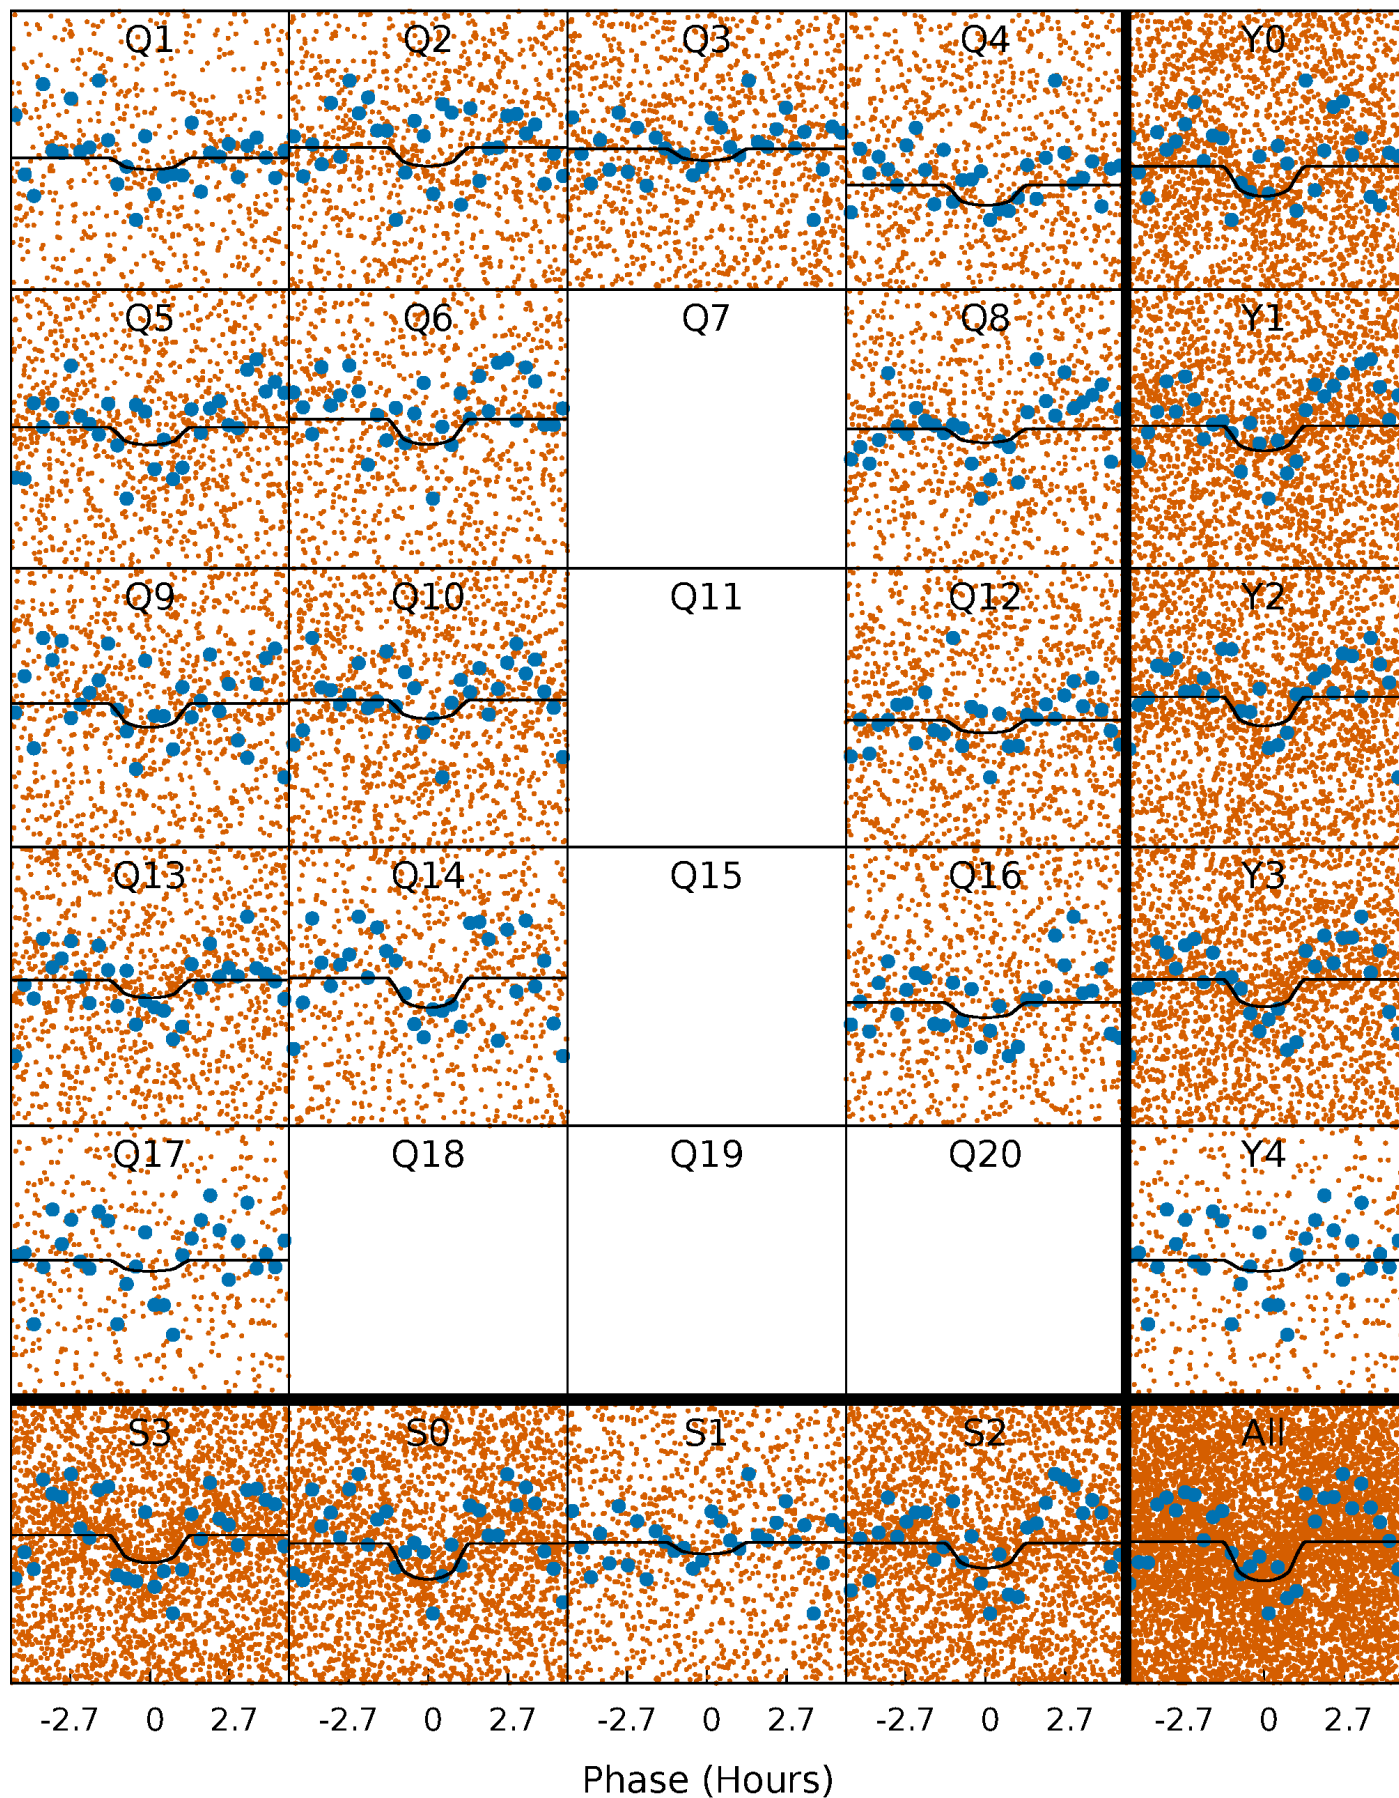 Q1 Q2 Q3 Q4 Y0
Q5 Q6 Q7 Q8 Y1
Q9 Q10 Q11 Q12 Y2
Q13 Q14 Q15 Q16 Y3
Q17 Q18 Q19 Q20 Y4
S3 S0 S1 S2 All
-2.7 0 2.7 -2.7 0 2.7 -2.7 0 2.7 -2.7 0 2.7 -2.7 0 2.7
Phase (Hours)